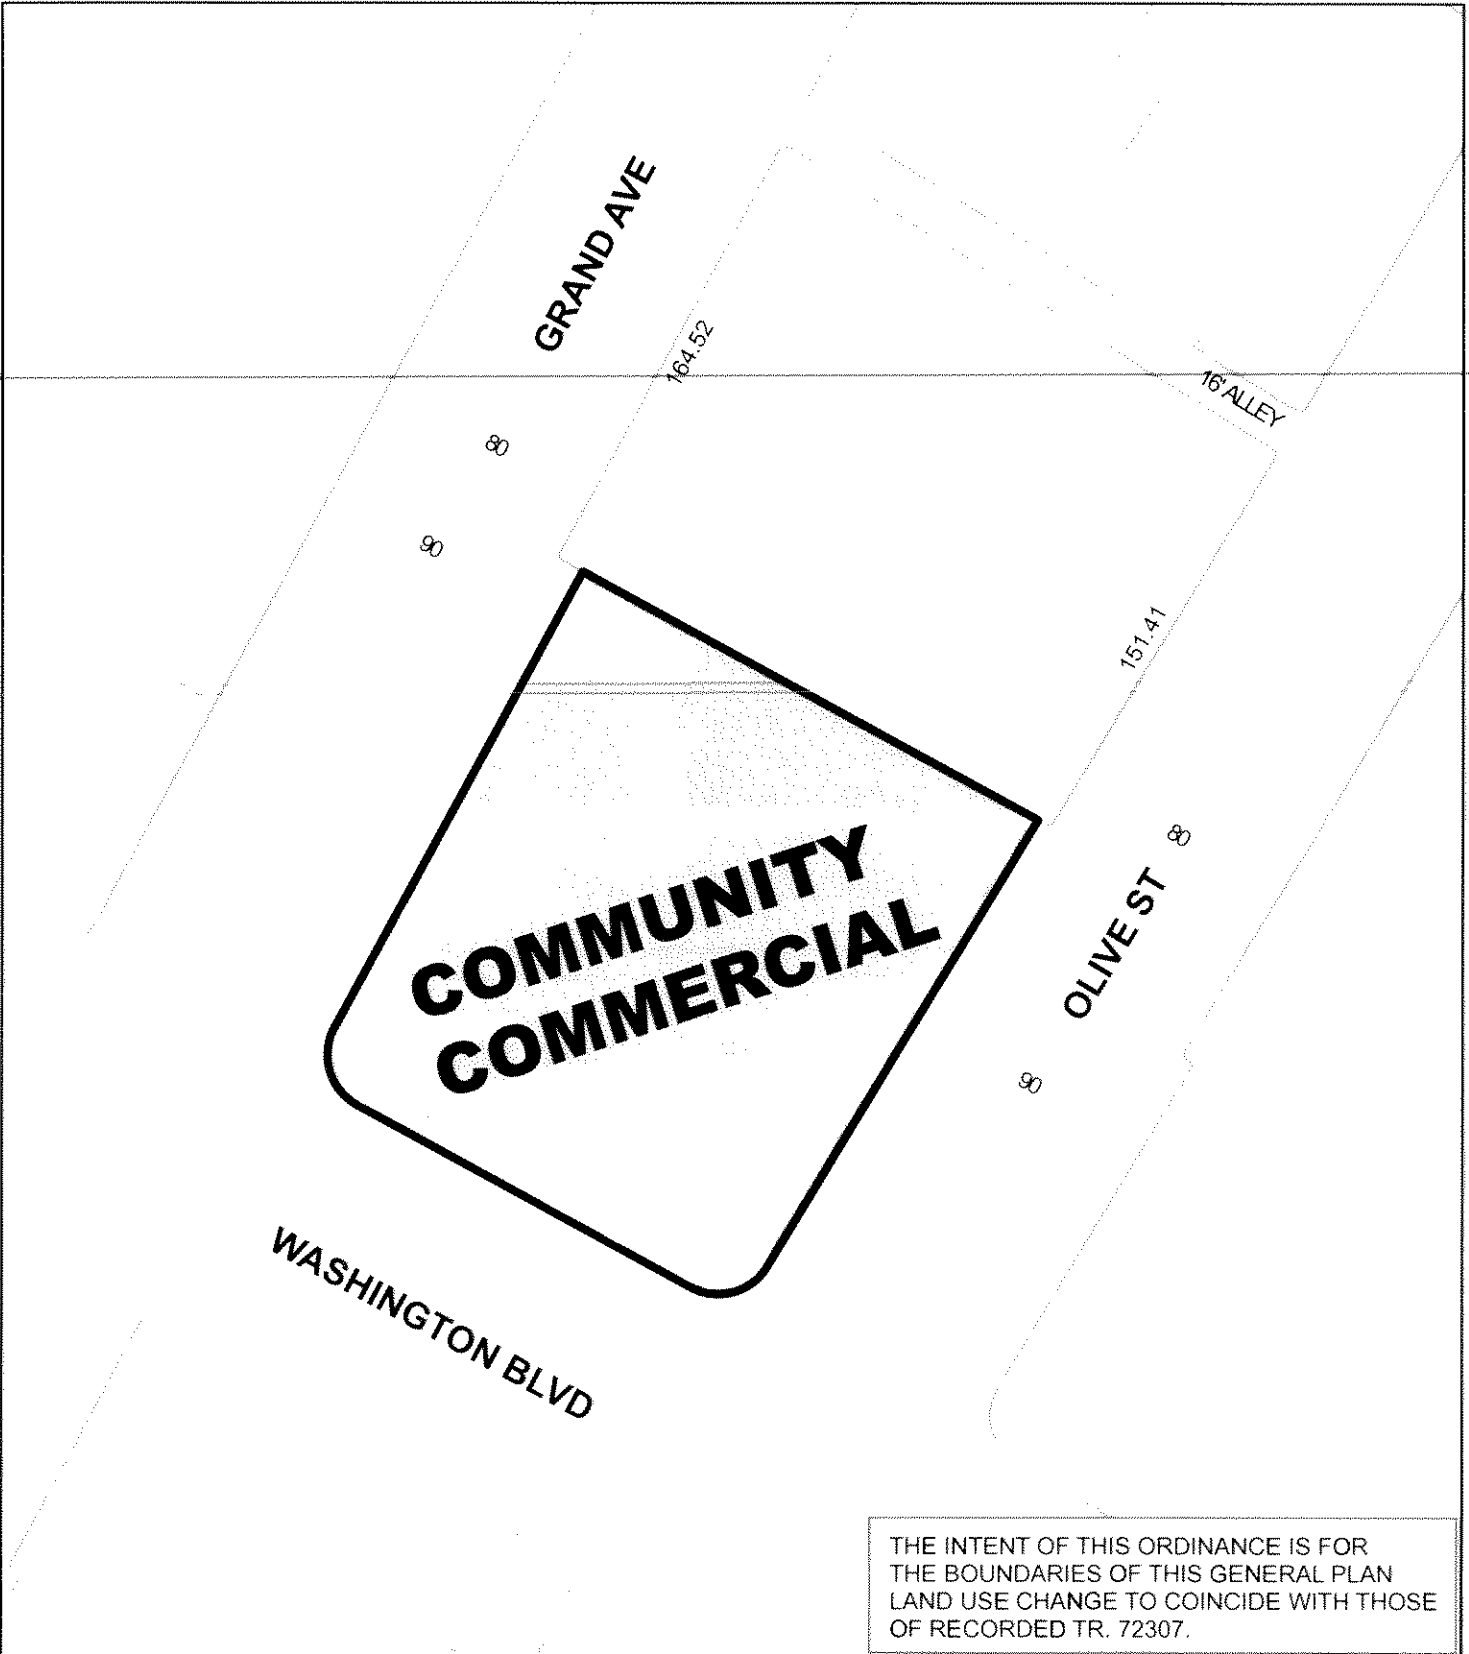 GRAND AVE
164.52
16' ALLEY
80
90
151.41
COMMUNITY
COMMERCIAL
80
OLIVE ST
90
WASHINGTON BLVD
THE INTENT OF THIS ORDINANCE IS FOR
THE BOUNDARIES OF THIS GENERAL PLAN
LAND USE CHANGE TO COINCIDE WITH THOSE
OF RECORDED TR. 72307.